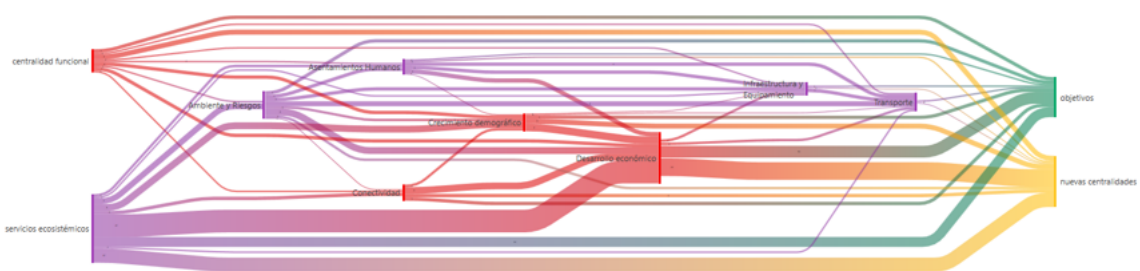 centralidad funcional
Asentamientos Humanos
Infraestructura y
Equipamiento
Ambiente y Riesgos
Transporte
objetivos
Crecimiento demográfico
Desarrollo económico
Conectividad
nuevas centralidades
servicios ecosistémicos